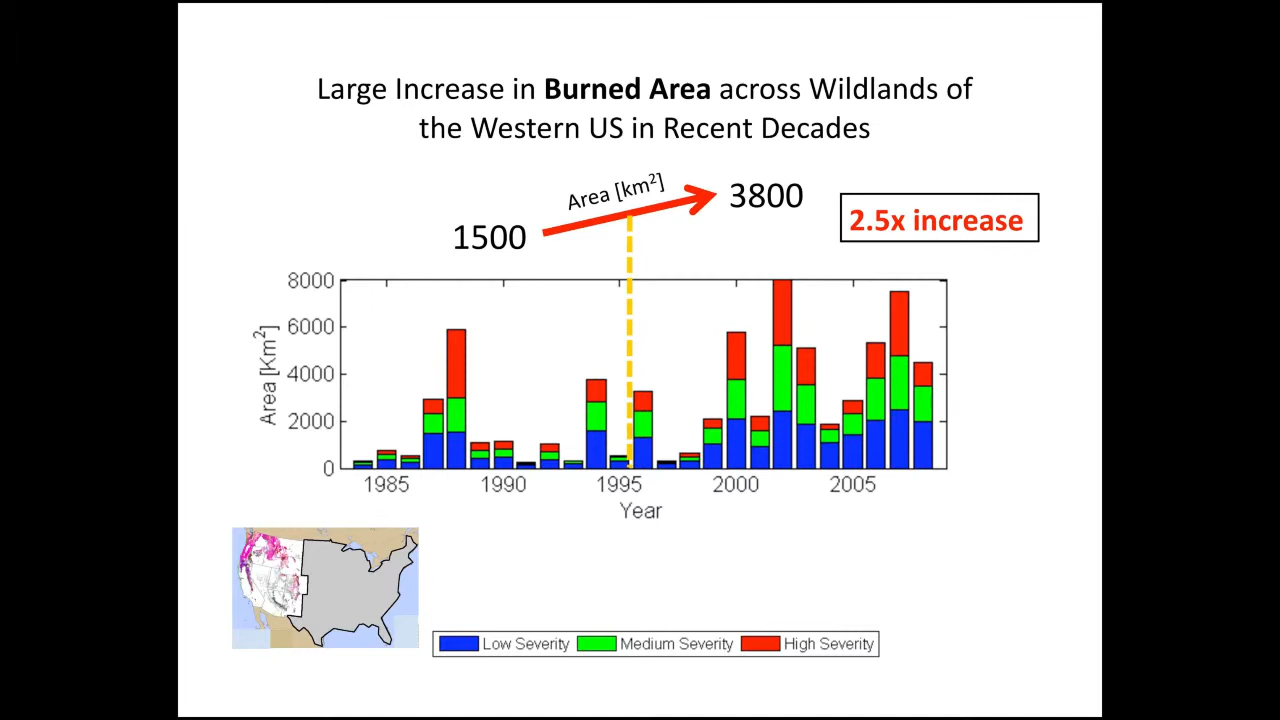 Large Increase in Burned Area across Wildlands of
the Western US in Recent Decades
Area [km²]
1500
3800
2.5x increase
8000
6000
4000
2000
0
Area [Km²]
1985 1990 1995 2000 2005
Year
Low Severity Medium Severity High Severity